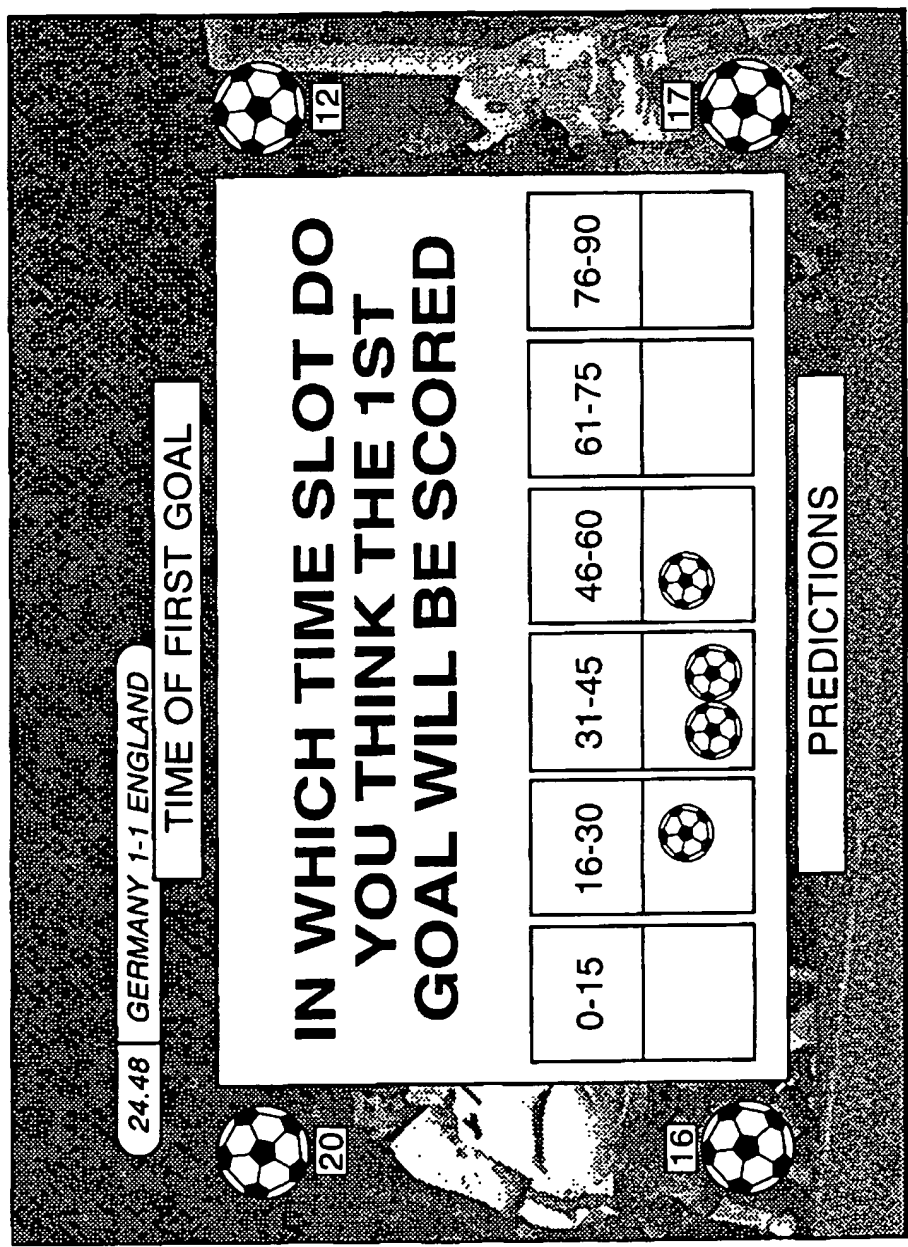 24.48 GERMANY 1-1 ENGLAND
TIME OF FIRST GOAL
20
12
IN WHICH TIME SLOT DO
YOU THINK THE 1ST
GOAL WILL BE SCORED
0-15 16-30 31-45 46-60 61-75 76-90
16
17
PREDICTIONS